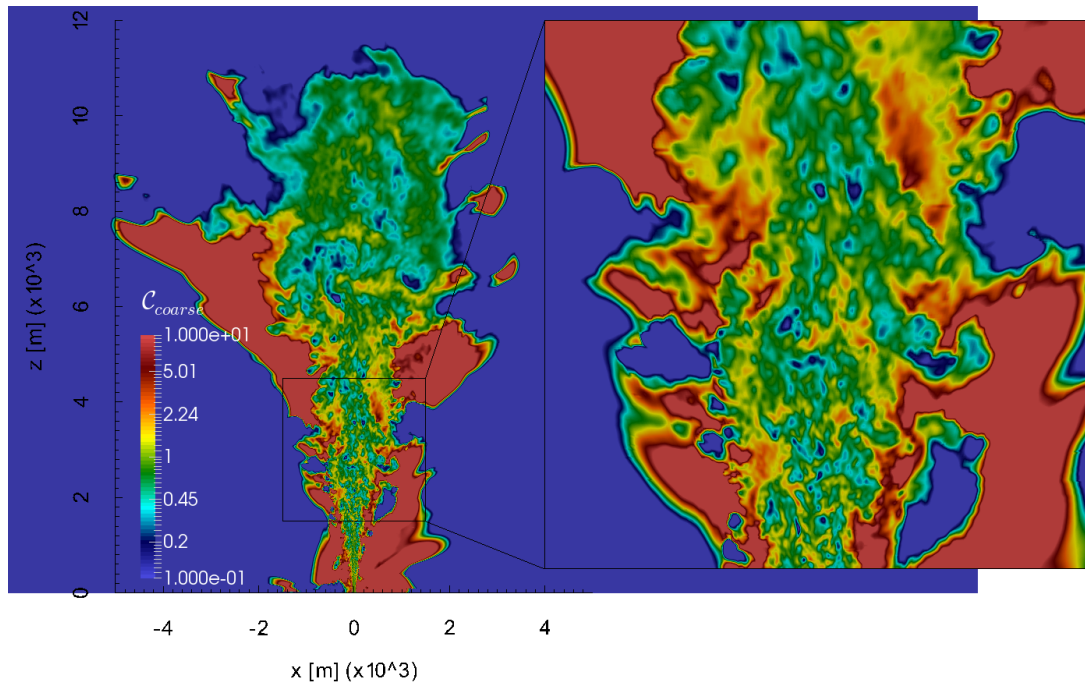 12
10
8
6
4
2
0
z [m] (x10^3)
C_coarse
1.000e+01
5.01
2.24
1
0.45
0.2
1.000e-01
-4 -2 0 2 4
x [m] (x10^3)